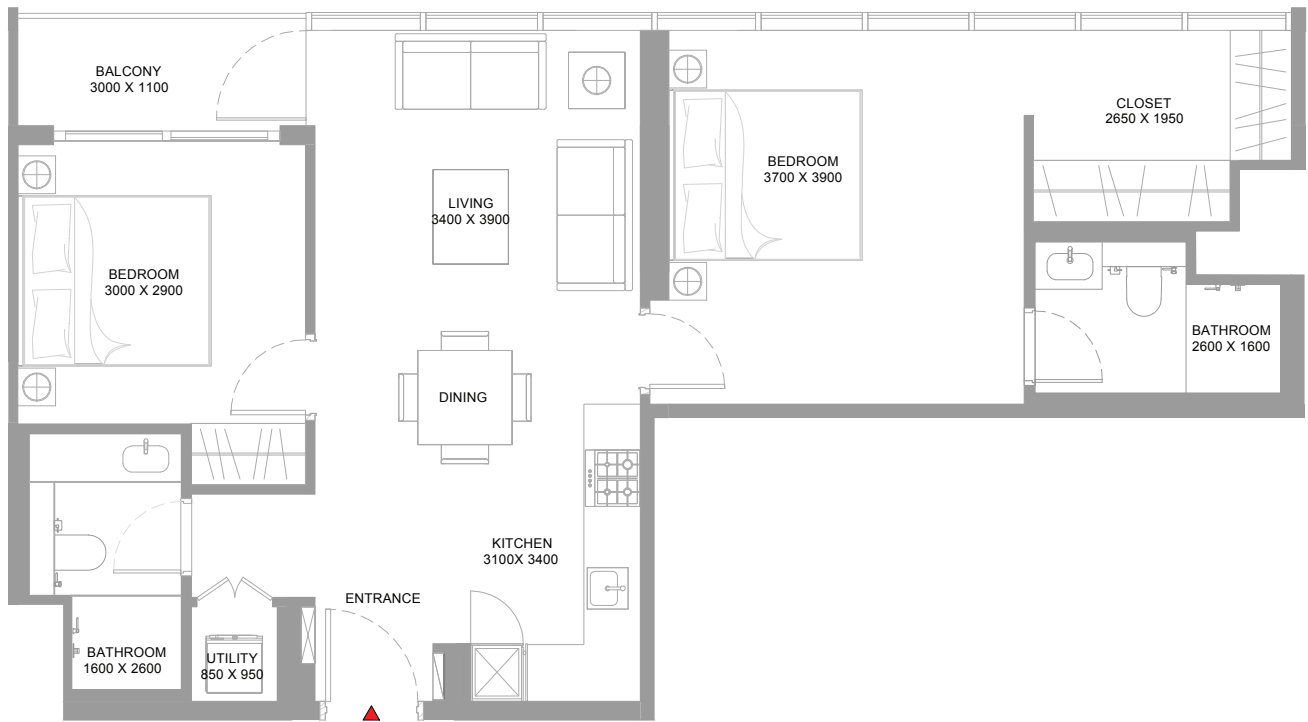 BALCONY
3000 X 1100
CLOSET
2650 X 1950
BEDROOM
3700 X 3900
LIVING
3400 X 3900
BEDROOM
3000 X 2900
BATHROOM
2600 X 1600
DINING
KITCHEN
3100X 3400
ENTRANCE
BATHROOM
1600 X 2600
UTILITY
850 X 950